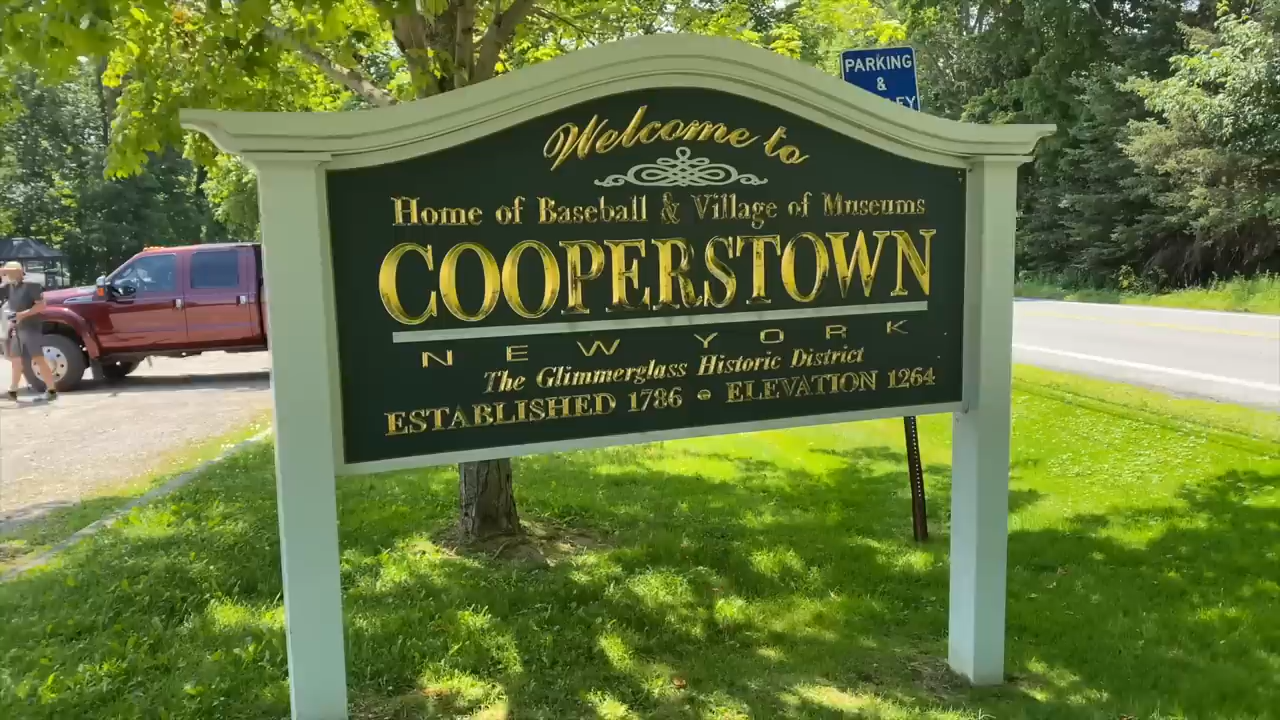 PARKING
&
Welcome to
Home of Baseball & Village of Museums
COOPERSTOWN
NEW YORK
The Glimmerglass Historic District
ESTABLISHED 1786 • ELEVATION 1264